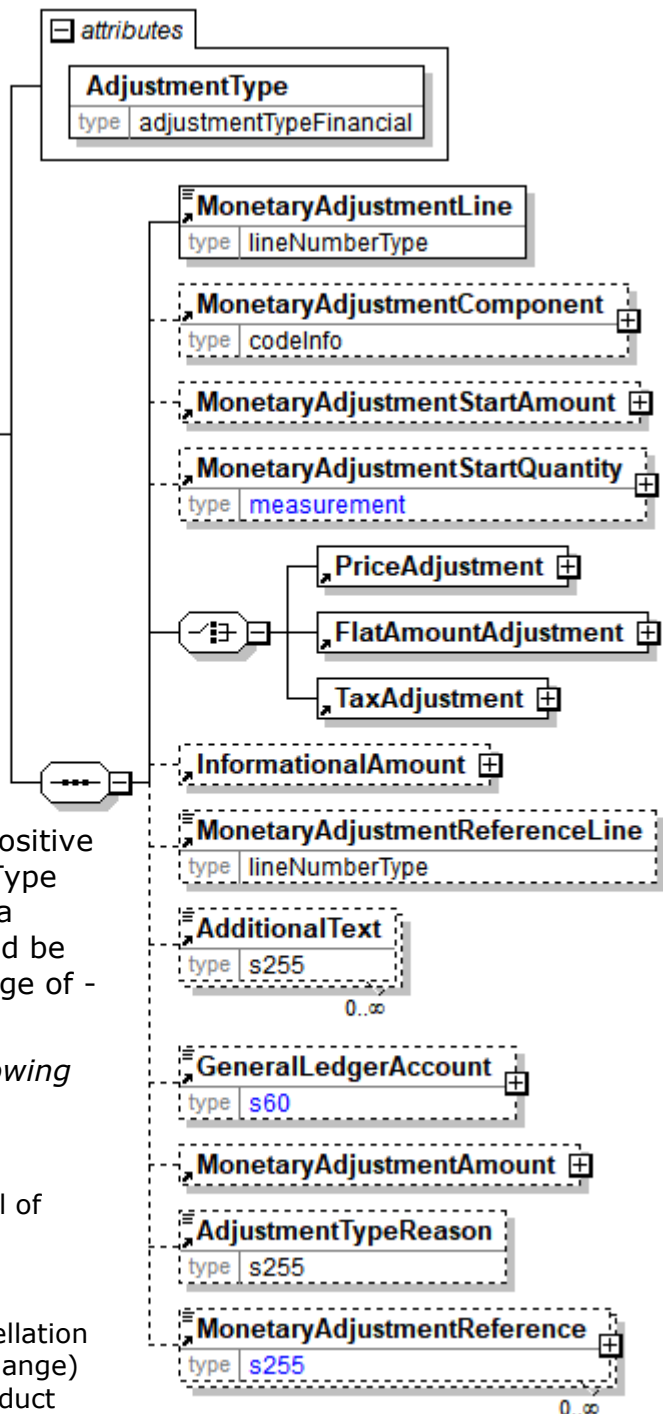 attributes
AdjustmentType
type adjustmentTypeFinancial
MonetaryAdjustmentLine
type lineNumberType
MonetaryAdjustmentComponent
type codeInfo
MonetaryAdjustmentStartAmount
MonetaryAdjustmentStartQuantity
type measurement
PriceAdjustment
FlatAmountAdjustment
TaxAdjustment
InformationalAmount
MonetaryAdjustmentReferenceLine
type lineNumberType
AdditionalText
type s255
0..∞
GeneralLedgerAccount
type s60
MonetaryAdjustmentAmount
AdjustmentTypeReason
type s255
MonetaryAdjustmentReference
type s255
0..∞
ositive
Type
a
d be
ge of -
owing
l of
ellation
ange)
duct